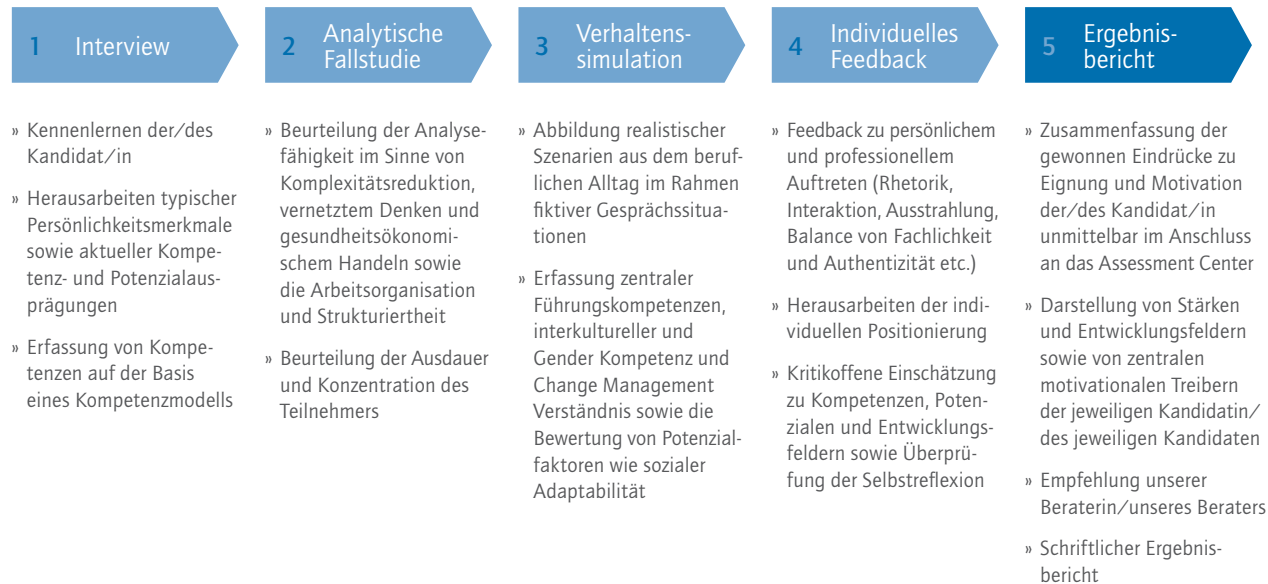 1 Interview
» Kennenlernen der/des
Kandidat/in
» Herausarbeiten typischer
Persönlichkeitsmerkmale
sowie aktueller Kompe-
tenz- und Potenzialaus-
prägungen
» Erfassung von Kompe-
tenzen auf der Basis
eines Kompetenzmodells
2 Analytische
Fallstudie
» Beurteilung der Analyse-
fähigkeit im Sinne von
Komplexitätsreduktion,
vernetztem Denken und
gesundheitsökonomi-
schem Handeln sowie
die Arbeitsorganisation
und Strukturiertheit
» Beurteilung der Ausdauer
und Konzentration des
Teilnehmers
3 Verhaltens-
simulation
» Abbildung realistischer
Szenarien aus dem beruf-
lichen Alltag im Rahmen
fiktiver Gesprächssitua-
tionen
» Erfassung zentraler
Führungskompetenzen,
interkultureller und
Gender Kompetenz und
Change Management
Verständnis sowie die
Bewertung von Potenzial-
faktoren wie sozialer
Adaptabilität
4 Individuelles
Feedback
» Feedback zu persönlichem
und professionellem
Auftreten (Rhetorik,
Interaktion, Ausstrahlung,
Balance von Fachlichkeit
und Authentizität etc.)
» Herausarbeiten der indi-
viduellen Positionierung
» Kritikoffene Einschätzung
zu Kompetenzen, Poten-
zialen und Entwicklungs-
feldern sowie Überprü-
fung der Selbstreflexion
5 Ergebnis-
bericht
» Zusammenfassung der
gewonnen Eindrücke zu
Eignung und Motivation
der/des Kandidat/in
unmittelbar im Anschluss
an das Assessment Center
» Darstellung von Stärken
und Entwicklungsfeldern
sowie von zentralen
motivationalen Treibern
der jeweiligen Kandidatin/
des jeweiligen Kandidaten
» Empfehlung unserer
Beraterin/unseres Beraters
» Schriftlicher Ergebnis-
bericht